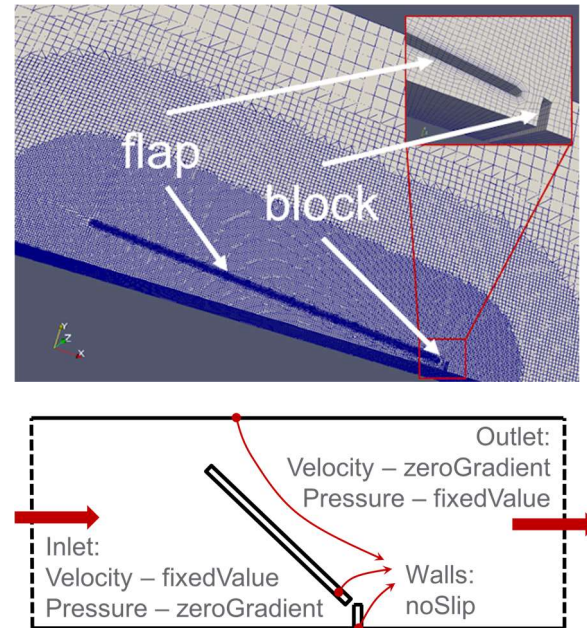 flap
block
Y
Z
X
Outlet:
Velocity – zeroGradient
Pressure – fixedValue
Inlet:
Velocity – fixedValue
Pressure – zeroGradient
Walls:
noSlip